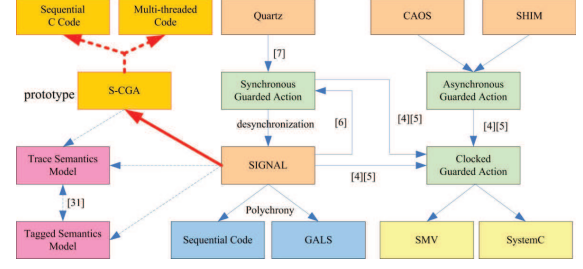 Sequential
C Code
Multi-threaded
Code
Quartz
CAOS
SHIM
[7]
prototype
S-CGA
Synchronous
Guarded Action
Asynchronous
Guarded Action
desynchronization
[6]
[4][5]
[4][5]
Trace Semantics
Model
SIGNAL
[4][5]
Clocked
Guarded Action
[31]
Polychrony
Tagged Semantics
Model
Sequential Code
GALS
SMV
SystemC